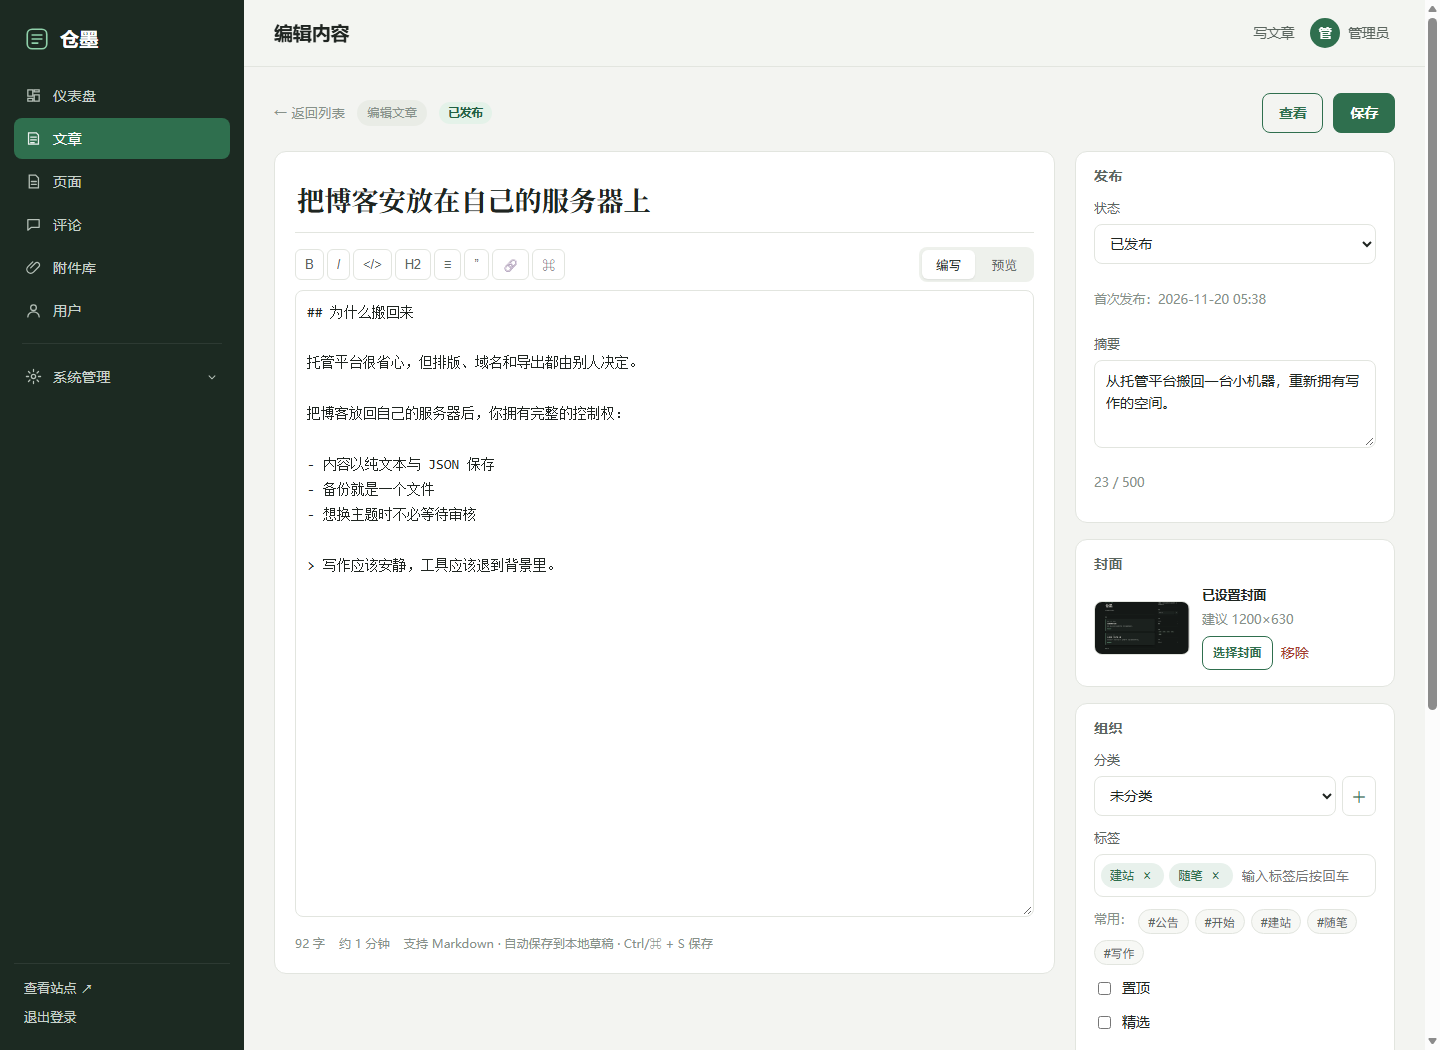 仓墨
仪表盘
文章
页面
评论
附件库
用户
系统管理
查看站点 ↗
退出登录
编辑内容
写文章
管
管理员
← 返回列表
编辑文章
已发布
查看
保存
把博客安放在自己的服务器上
B
I
</>
H2
≡
”
编写
预览
## 为什么搬回来
托管平台很省心，但排版、域名和导出都由别人决定。
把博客放回自己的服务器后，你拥有完整的控制权：
- 内容以纯文本与 JSON 保存
- 备份就是一个文件
- 想换主题时不必等待审核
> 写作应该安静，工具应该退到背景里。
92 字 约 1 分钟 支持 Markdown · 自动保存到本地草稿 · Ctrl/⌘ + S 保存
发布
状态
已发布
首次发布：2026-11-20 05:38
摘要
从托管平台搬回一台小机器，重新拥有写
作的空间。
23 / 500
封面
已设置封面
建议 1200×630
选择封面
移除
组织
分类
未分类
+
标签
建站 ×
随笔 ×
输入标签后按回车
常用： #公告 #开始 #建站 #随笔
#写作
置顶
精选